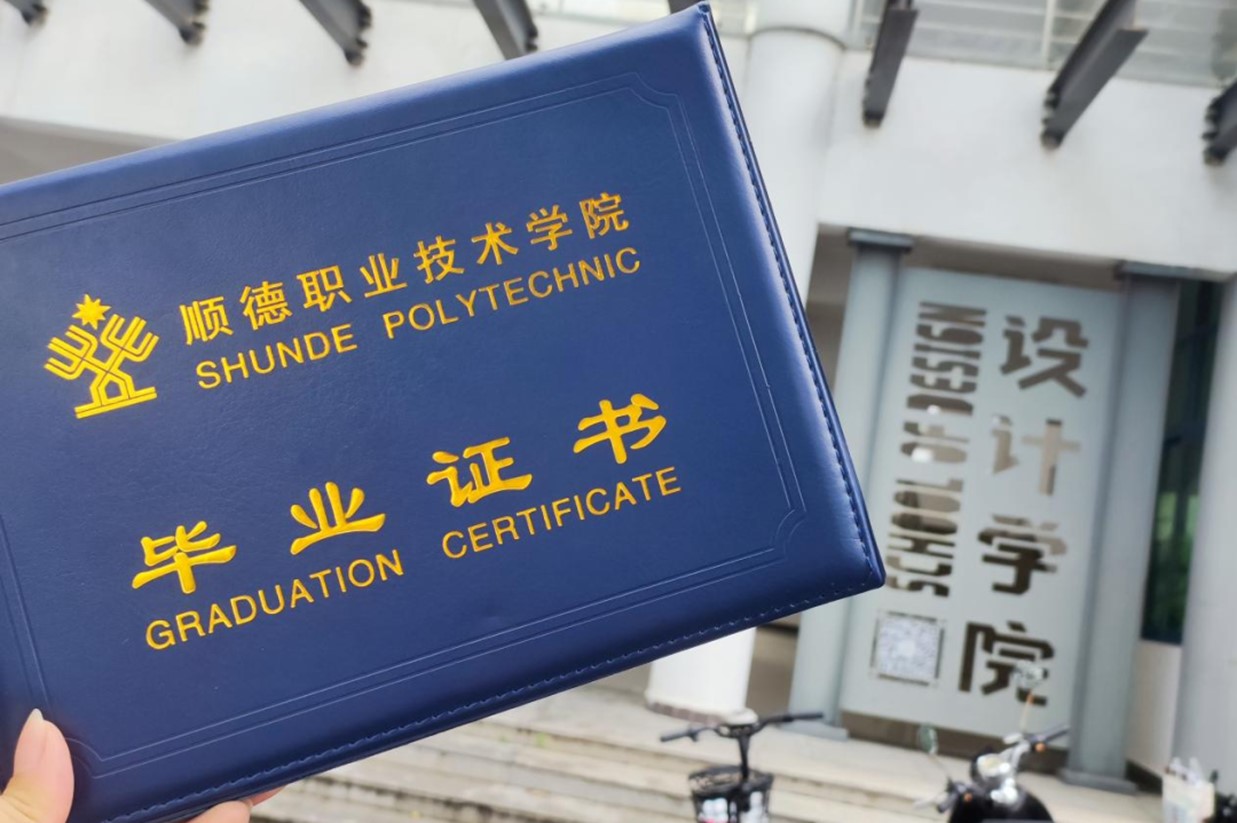 顺德职业技术学院
SHUNDE POLYTECHNIC
毕业证书
GRADUATION CERTIFICATE
设计学院
SCHOOL OF DESIGN